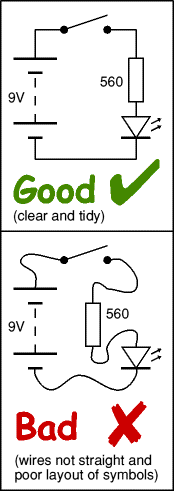 560
9V
Good
(clear and tidy)
560
9V
Bad
(wires not straight and
poor layout of symbols)